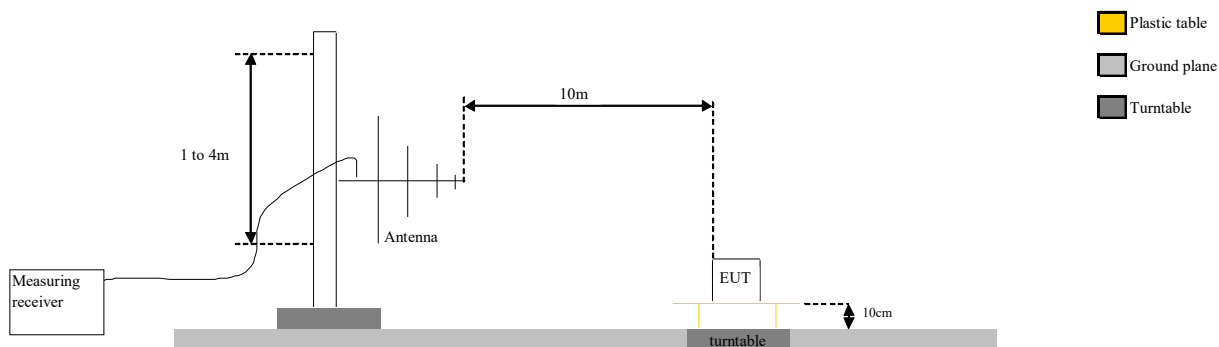 Plastic table
Ground plane
Turntable
10m
1 to 4m
Antenna
Measuring
receiver
EUT
10cm
turntable